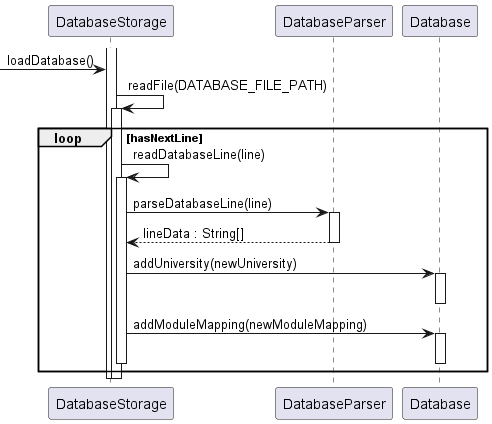 DatabaseStorage
DatabaseParser
Database
loadDatabase()
readFile(DATABASE_FILE_PATH)
loop
[hasNextLine]
readDatabaseLine(line)
parseDatabaseLine(line)
lineData : String[]
addUniversity(newUniversity)
addModuleMapping(newModuleMapping)
DatabaseStorage
DatabaseParser
Database